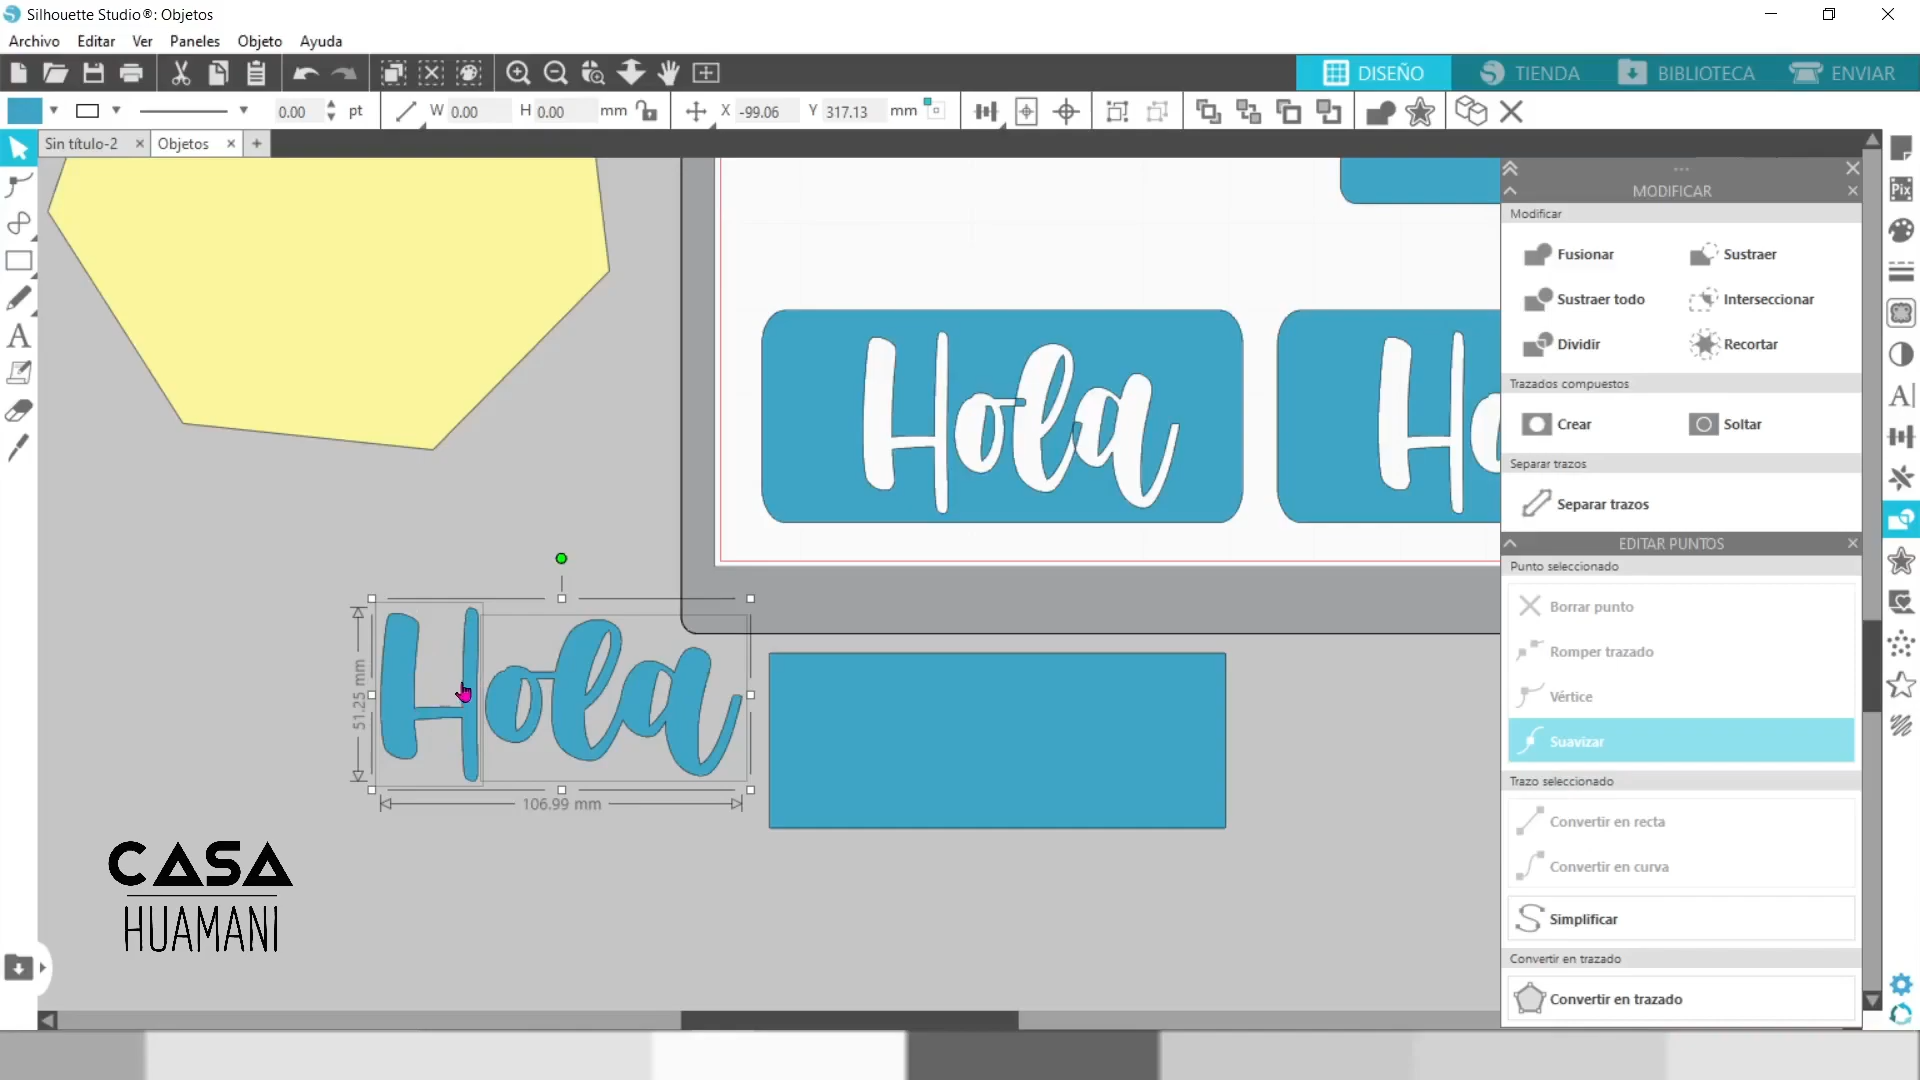 Silhouette Studio®: Objetos
Archivo Editar Ver Paneles Objeto Ayuda
DISEÑO TIENDA BIBLIOTECA ENVIAR
0.00 pt W 0.00 H 0.00 mm X -99.06 Y 317.13 mm
Sin título-2 Objetos
MODIFICAR
Modificar
Fusionar Sustraer
Sustraer todo Interseccionar
Dividir Recortar
Trazados compuestos
Crear Soltar
Separar trazos
Separar trazos
EDITAR PUNTOS
Punto seleccionado
Borrar punto
Romper trazado
Vértice
Suavizar
Trazo seleccionado
Convertir en recta
Convertir en curva
Simplificar
Convertir en trazado
Convertir en trazado
Pix
Hola Ho
Hola
51.25 mm
106.99 mm
CASA
HUAMANI